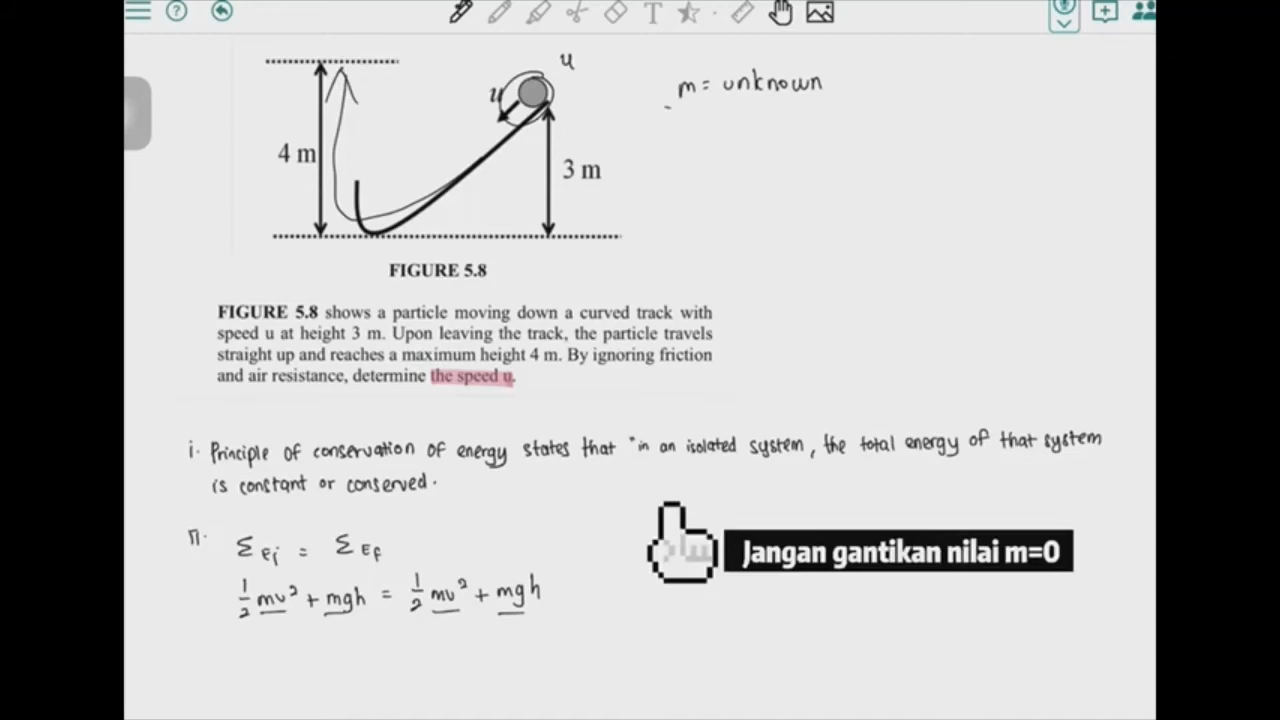 u
m = unknown
u
4 m
3 m
FIGURE 5.8
FIGURE 5.8 shows a particle moving down a curved track with
speed u at height 3 m. Upon leaving the track, the particle travels
straight up and reaches a maximum height 4 m. By ignoring friction
and air resistance, determine the speed u.
i. Principle of conservation of energy states that "in an isolated system, the total energy of that system
is constant or conserved.
ii. Σ Ei = Σ Ef
Jangan gantikan nilai m=0
1/2 mv² + mgh = 1/2 mv² + mgh